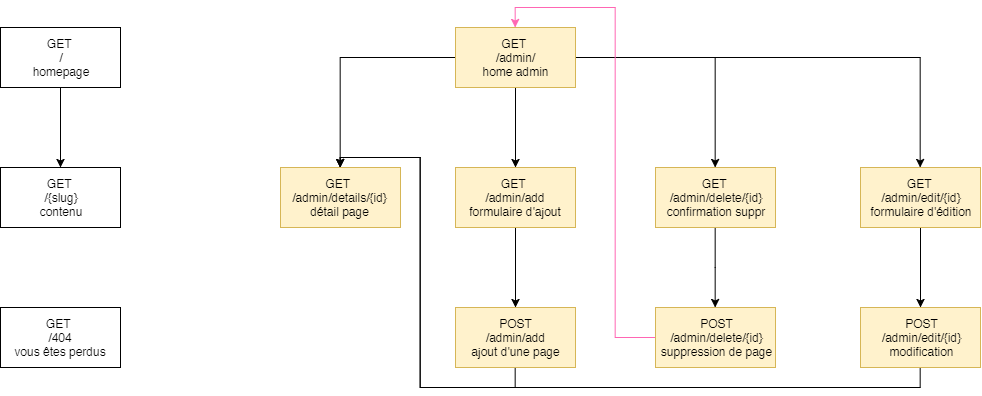 GET
/
homepage
GET
/admin/
home admin
GET
/{slug}
contenu
GET
/admin/details/{id}
détail page
GET
/admin/add
formulaire d'ajout
GET
/admin/delete/{id}
confirmation suppr
GET
/admin/edit/{id}
formulaire d'édition
GET
/404
vous êtes perdus
POST
/admin/add
ajout d'une page
POST
/admin/delete/{id}
suppression de page
POST
/admin/edit/{id}
modification